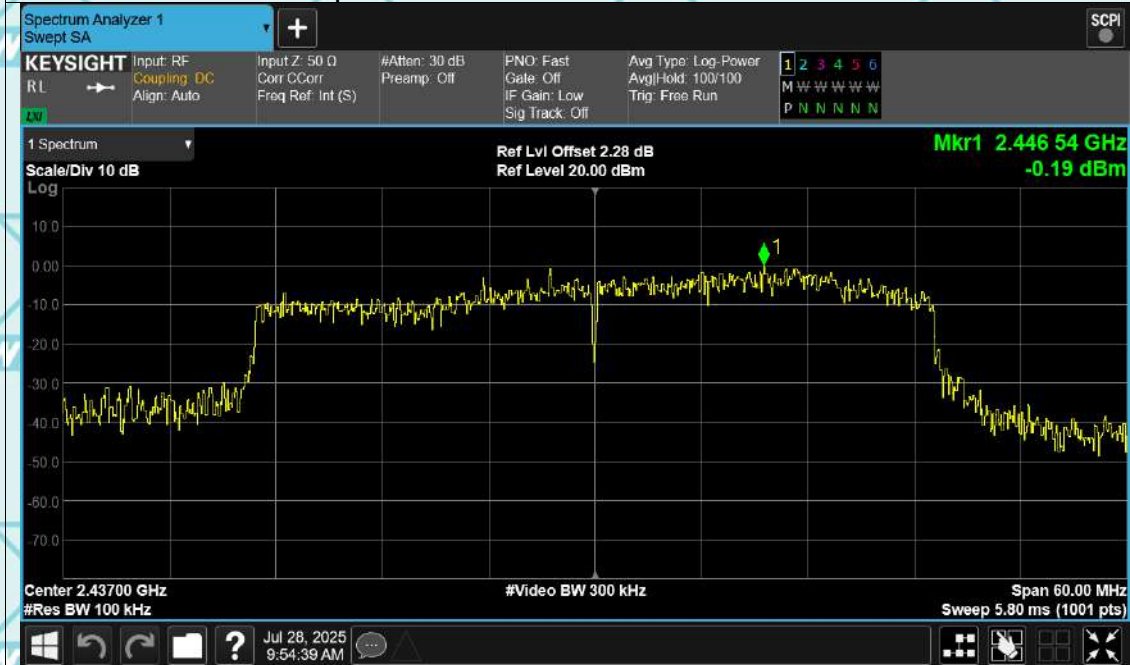 Spectrum Analyzer 1
Swept SA
+
SCPI
KEYSIGHT
RL
LXI
Input: RF
Coupling: DC
Align: Auto
Input Z: 50 Ω
Corr CCorr
Freq Ref: Int (S)
#Atten: 30 dB
Preamp: Off
PNO: Fast
Gate: Off
IF Gain: Low
Sig Track: Off
Avg Type: Log-Power
Avg|Hold: 100/100
Trig: Free Run
1 2 3 4 5 6
M W W W W W
P N N N N N
1 Spectrum
Scale/Div 10 dB
Log
Ref Lvl Offset 2.28 dB
Ref Level 20.00 dBm
Mkr1 2.446 54 GHz
-0.19 dBm
10.0
0.00
-10.0
-20.0
-30.0
-40.0
-50.0
-60.0
-70.0
1
Center 2.43700 GHz
#Res BW 100 kHz
#Video BW 300 kHz
Span 60.00 MHz
Sweep 5.80 ms (1001 pts)
?
Jul 28, 2025
9:54:39 AM